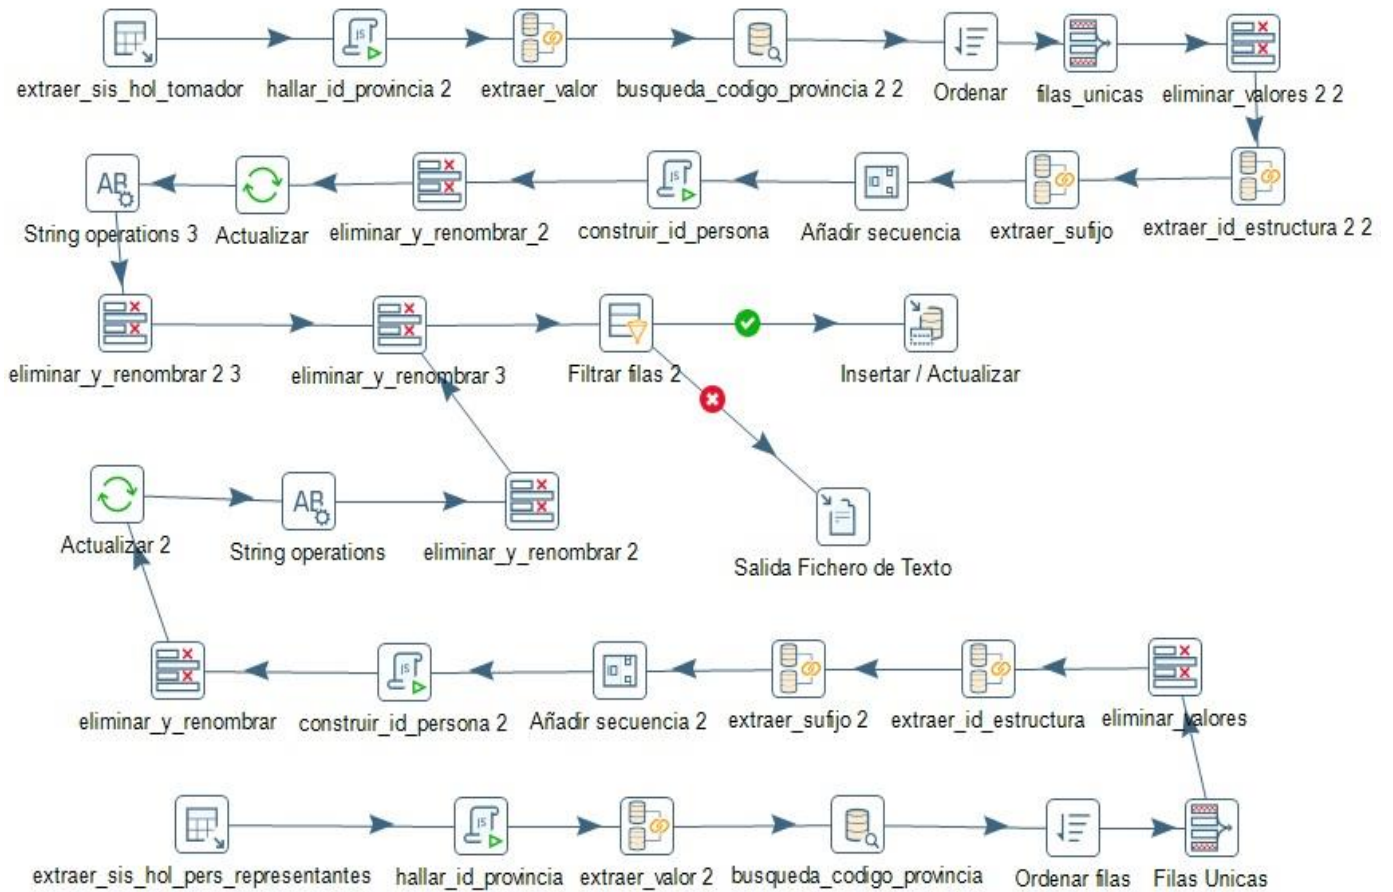 extraer_sis_hol_tomador
hallar_id_provincia 2
extraer_valor
busqueda_codigo_provincia 2 2
Ordenar
filas_unicas
eliminar_valores 2 2
String operations 3
Actualizar
eliminar_y_renombrar_2
construir_id_persona
Añadir secuencia
extraer_sufijo
extraer_id_estructura 2 2
eliminar_y_renombrar 2 3
eliminar_y_renombrar 3
Filtrar filas 2
Insertar / Actualizar
Actualizar 2
String operations
eliminar_y_renombrar 2
Salida Fichero de Texto
eliminar_y_renombrar
construir_id_persona 2
Añadir secuencia 2
extraer_sufijo 2
extraer_id_estructura
eliminar_valores
extraer_sis_hol_pers_representantes
hallar_id_provincia
extraer_valor 2
busqueda_codigo_provincia
Ordenar filas
Filas Unicas